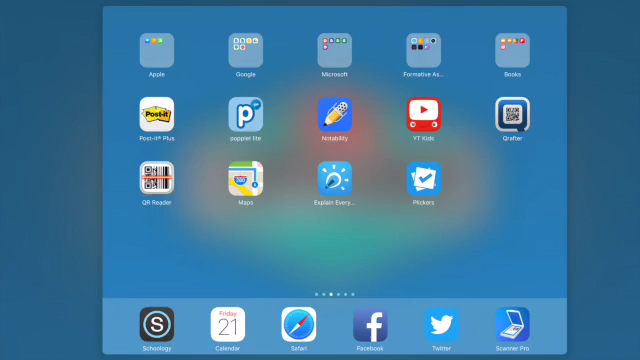 Apple
Google
Microsoft
Formative As...
Books
Post-it
Post-it® Plus
popplet lite
Notability
YT Kids
Qrafter
280
QR Reader
Maps
Explain Every...
Plickers
S
Friday
21
Schoology
Calendar
Safari
Facebook
Twitter
Scanner Pro